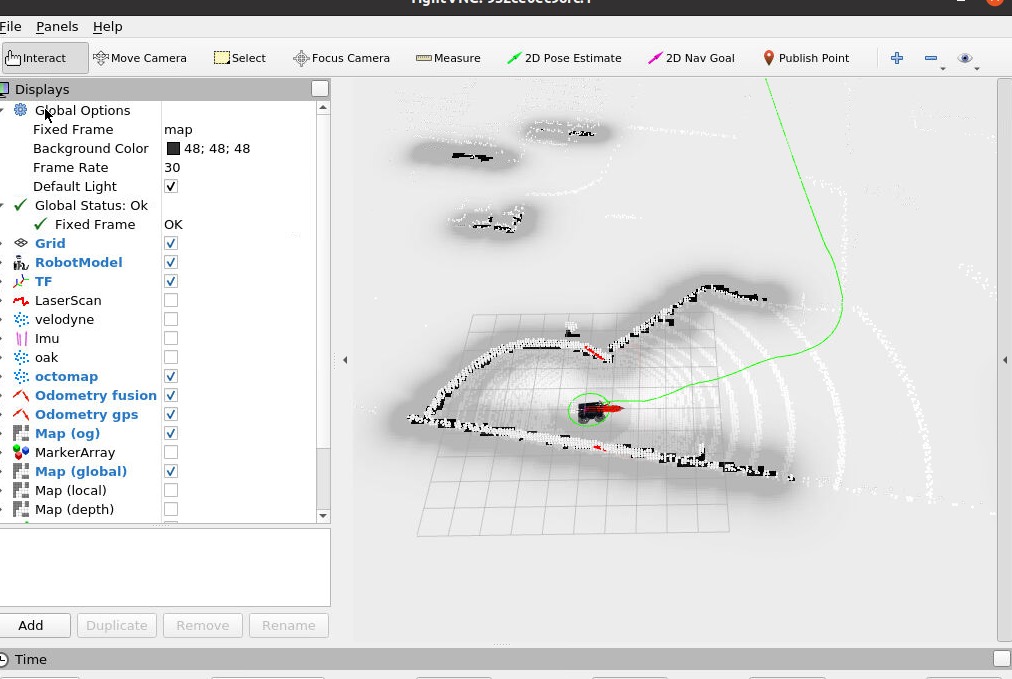 File Panels Help
Interact Move Camera Select Focus Camera Measure 2D Pose Estimate 2D Nav Goal Publish Point
Displays
Global Options
Fixed Frame map
Background Color 48; 48; 48
Frame Rate 30
Default Light
Global Status: Ok
Fixed Frame OK
Grid
RobotModel
TF
LaserScan
velodyne
Imu
oak
octomap
Odometry fusion
Odometry gps
Map (og)
MarkerArray
Map (global)
Map (local)
Map (depth)
Add Duplicate Remove Rename
Time